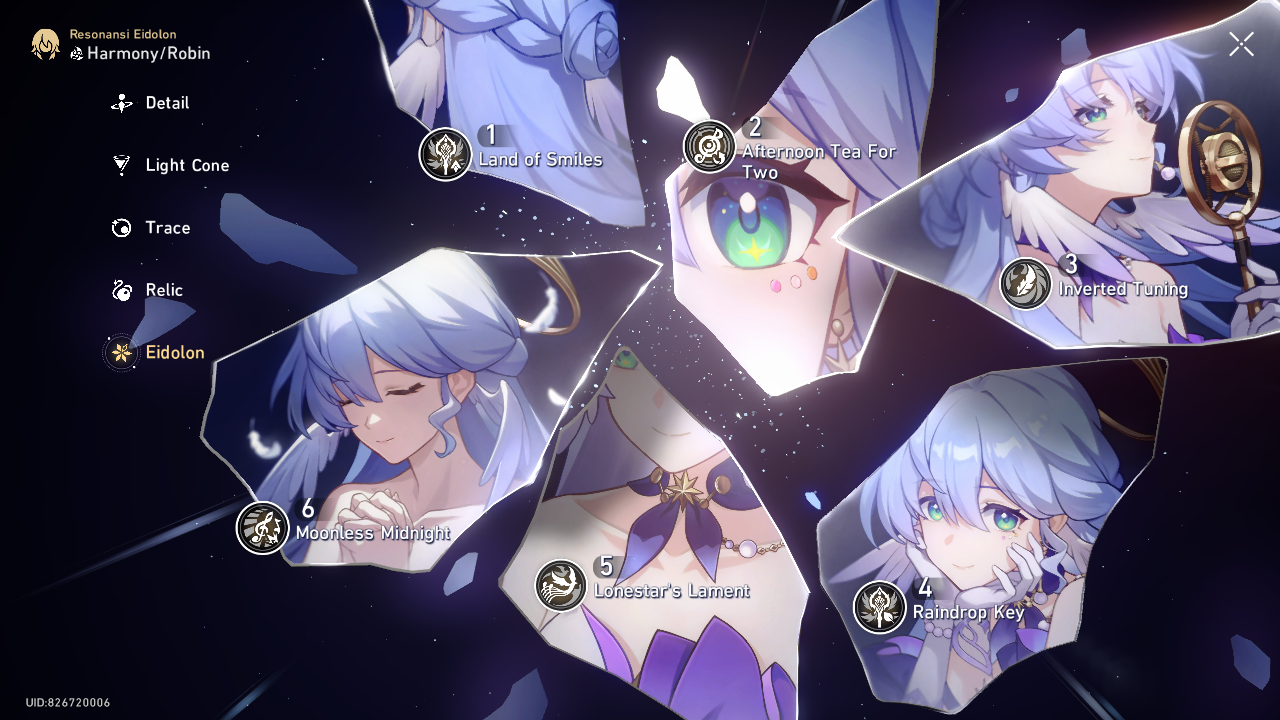 Resonansi Eidolon
Harmony/Robin
Detail
Light Cone
Trace
Relic
Eidolon
1
Land of Smiles
2
Afternoon Tea For
Two
3
Inverted Tuning
6
Moonless Midnight
5
Lonestar's Lament
4
Raindrop Key
UID:826720006